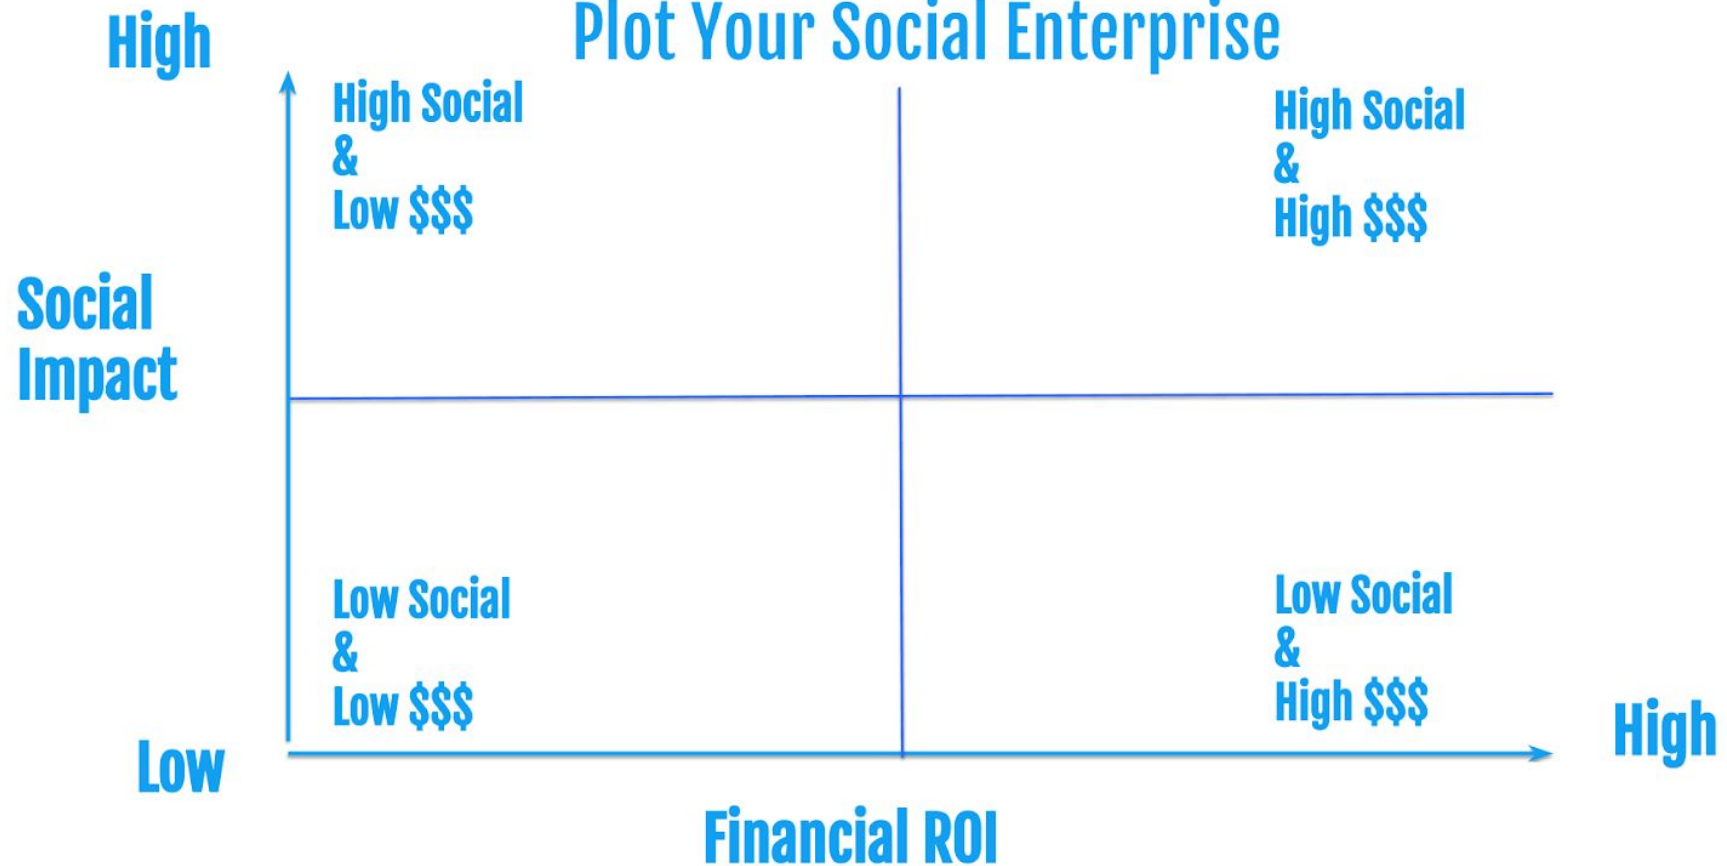 Plot Your Social Enterprise
High
High Social
&
Low $$$
High Social
&
High $$$
Social
Impact
Low Social
&
Low $$$
Low Social
&
High $$$
Low
High
Financial ROI